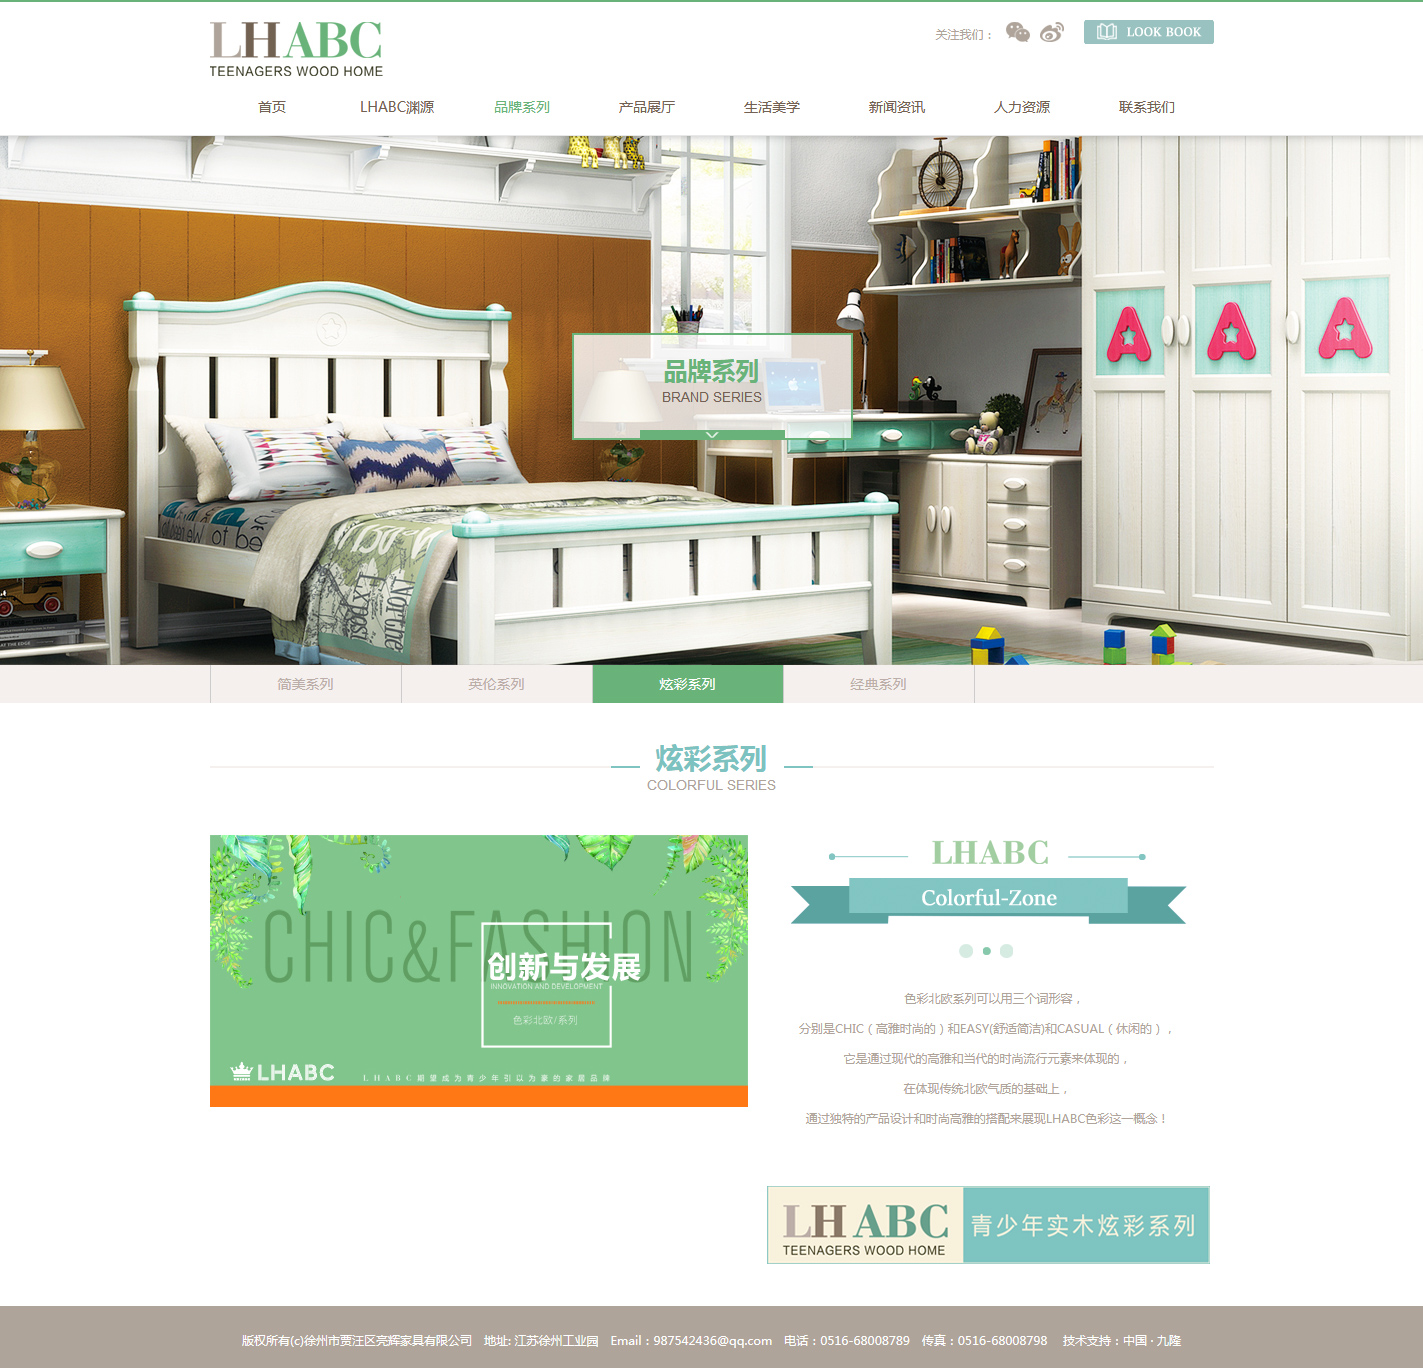 LHABC
TEENAGERS WOOD HOME
关注我们：
LOOK BOOK
首页 LHABC渊源 品牌系列 产品展厅 生活美学 新闻资讯 人力资源 联系我们
A A A
品牌系列
BRAND SERIES
简美系列 英伦系列 炫彩系列 经典系列
炫彩系列
COLORFUL SERIES
CHIC&FASHION
创新与发展
INNOVATION AND DEVELOPMENT
色彩北欧/系列
LHABC
LHABC期望成为青少年引以为豪的家居品牌
LHABC
Colorful-Zone
色彩北欧系列可以用三个词形容，
分别是CHIC（高雅时尚的）和EASY(舒适简洁)和CASUAL（休闲的），
它是通过现代的高雅和当代的时尚流行元素来体现的，
在体现传统北欧气质的基础上，
通过独特的产品设计和时尚高雅的搭配来展现LHABC色彩这一概念！
LHABC
TEENAGERS WOOD HOME
青少年实木炫彩系列
版权所有(c)徐州市贾汪区亮辉家具有限公司 地址: 江苏徐州工业园 Email：987542436@qq.com 电话：0516-68008789 传真：0516-68008798 技术支持：中国 · 九隆